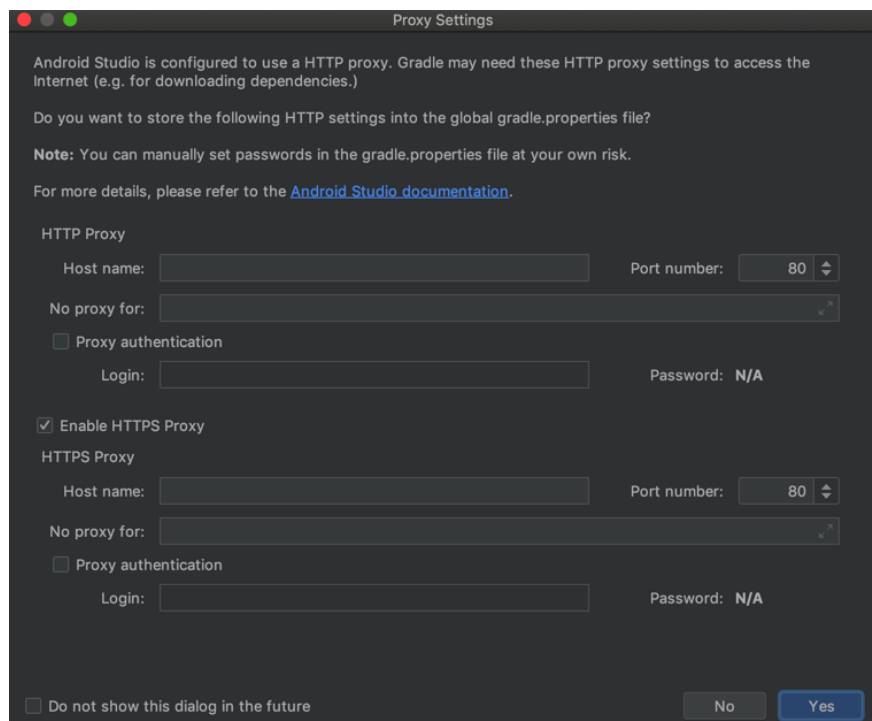 Proxy Settings
Android Studio is configured to use a HTTP proxy. Gradle may need these HTTP proxy settings to access the
Internet (e.g. for downloading dependencies.)
Do you want to store the following HTTP settings into the global gradle.properties file?
Note: You can manually set passwords in the gradle.properties file at your own risk.
For more details, please refer to the Android Studio documentation.
HTTP Proxy
Host name: Port number: 80
No proxy for:
Proxy authentication
Login: Password: N/A
Enable HTTPS Proxy
HTTPS Proxy
Host name: Port number: 80
No proxy for:
Proxy authentication
Login: Password: N/A
Do not show this dialog in the future No Yes